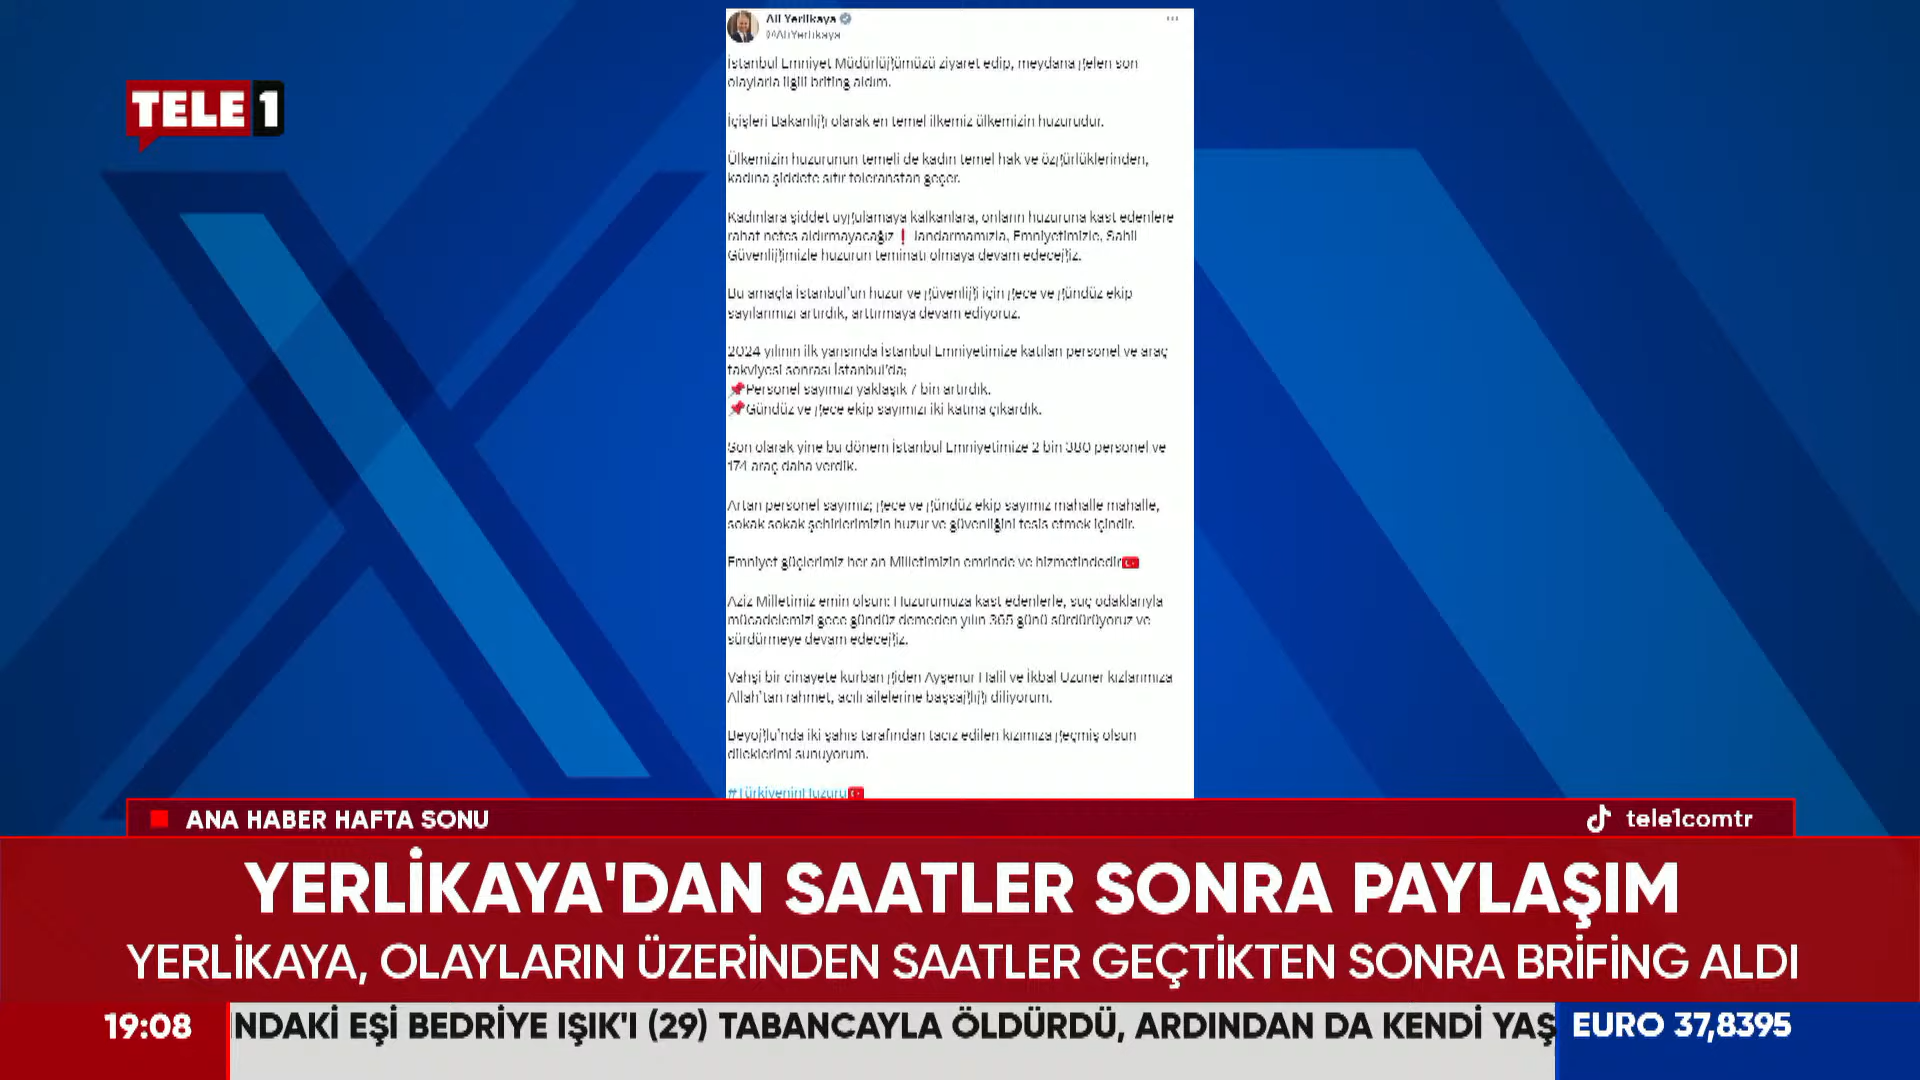 Ali Yerlikaya
@AliYerlikaya
İstanbul Emniyet Müdürlüğümüzü ziyaret edip, meydana gelen son
olaylarla ilgili brifing aldım.
İçişleri Bakanlığı olarak en temel ilkemiz ülkemizin huzurudur.
Ülkemizin huzurunun temeli de kadın temel hak ve özgürlüklerinden,
kadına şiddete sıfır toleranstan geçer.
Kadınlara şiddet uygulamaya kalkanlara, onların huzuruna kast edenlere
rahat nefes aldırmayacağız❗ Jandarmamızla, Emniyetimizle, Sahil
Güvenliğimizle huzurun teminatı olmaya devam edeceğiz.
Bu amaçla İstanbul'un huzur ve güvenliği için gece ve gündüz ekip
sayılarımızı artırdık, arttırmaya devam ediyoruz.
2024 yılının ilk yarısında İstanbul Emniyetimize katılan personel ve araç
takviyesi sonrası İstanbul'da;
📌Personel sayımızı yaklaşık 7 bin artırdık.
📌Gündüz ve gece ekip sayımızı iki katına çıkardık.
Son olarak yine bu dönem İstanbul Emniyetimize 2 bin 380 personel ve
174 araç daha verdik.
Artan personel sayımız; gece ve gündüz ekip sayımız mahalle mahalle,
sokak sokak şehirlerimizin huzur ve güvenliğini tesis etmek içindir.
Emniyet güçlerimiz her an Milletimizin emrinde ve hizmetindedir🇹🇷
Aziz Milletimiz emin olsun: Huzurumuza kast edenlerle, suç odaklarıyla
mücadelemizi gece gündüz demeden yılın 365 günü sürdürüyoruz ve
sürdürmeye devam edeceğiz.
Vahşi bir cinayete kurban giden Ayşenur Halil ve İkbal Uzuner kızlarımıza
Allah'tan rahmet, acılı ailelerine başsağlığı diliyorum.
Beyoğlu'nda iki şahıs tarafından taciz edilen kızımıza geçmiş olsun
dileklerimi sunuyorum.
#TürkiyeninHuzuru🇹🇷
TELE 1
ANA HABER HAFTA SONU
tele1comtr
YERLİKAYA'DAN SAATLER SONRA PAYLAŞIM
YERLİKAYA, OLAYLARIN ÜZERİNDEN SAATLER GEÇTİKTEN SONRA BRİFİNG ALDI
19:08
NDAKİ EŞİ BEDRİYE IŞIK'I (29) TABANCAYLA ÖLDÜRDÜ, ARDINDAN DA KENDİ YAŞ
EURO 37,8395